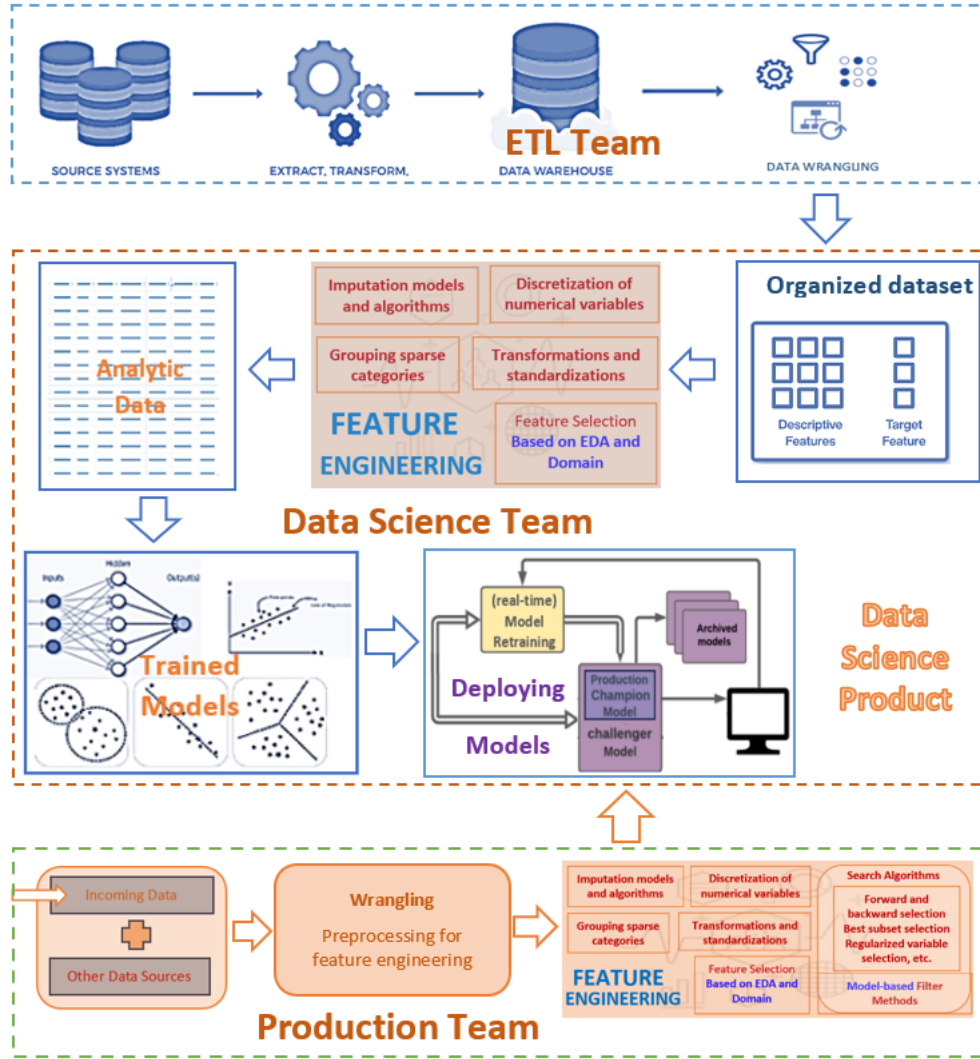 SOURCE SYSTEMS
EXTRACT, TRANSFORM,
DATA WAREHOUSE
DATA WRANGLING
ETL Team
Analytic
Data
Imputation models
and algorithms
Discretization of
numerical variables
Grouping sparse
categories
Transformations and
standardizations
FEATURE
ENGINEERING
Feature Selection
Based on EDA and
Domain
Organized dataset
Descriptive
Features
Target
Feature
Data Science Team
Inputs
Hidden
Output(s)
Y
X
Trained
Models
Deploying
Models
(real-time)
Model
Retraining
Production
Champion
Model
challenger
Model
Archived
models
Data
Science
Product
Incoming Data
Other Data Sources
Wrangling
Preprocessing for
feature engineering
Imputation models
and algorithms
Discretization of
numerical variables
Grouping sparse
categories
Transformations and
standardizations
FEATURE
ENGINEERING
Feature Selection
Based on EDA and
Domain
Search Algorithms
Forward and
backward selection
Best subset selection
Regularized variable
selection, etc.
Model-based Filter
Methods
Production Team